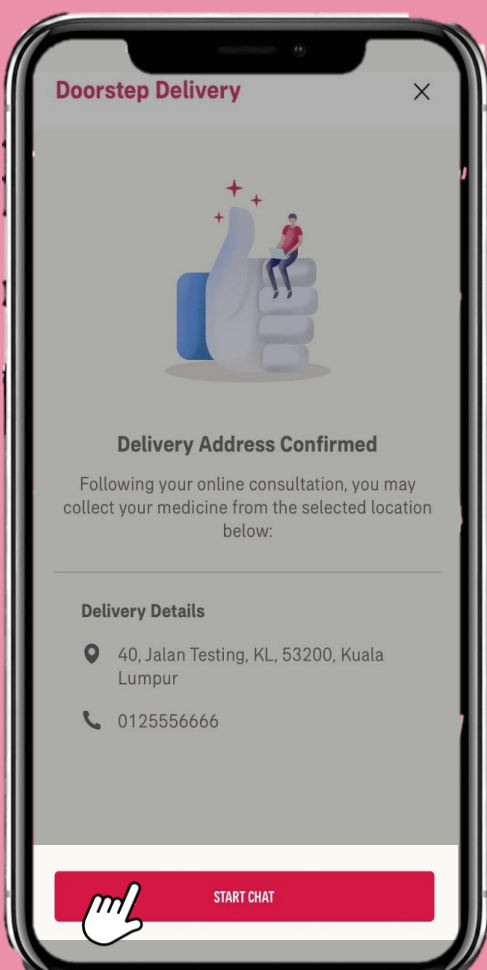 Doorstep Delivery
Delivery Address Confirmed
Following your online consultation, you may
collect your medicine from the selected location
below:
Delivery Details
40, Jalan Testing, KL, 53200, Kuala
Lumpur
0125556666
START CHAT